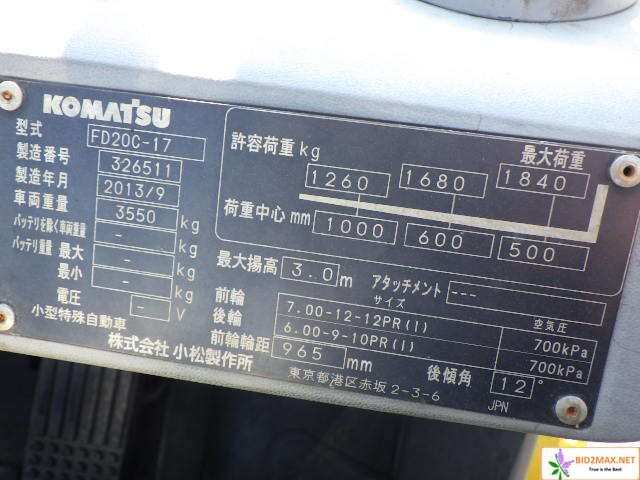 KOMATSU
型式 FD20C-17
製造番号 326511
製造年月 2013/9
車両重量 3550 kg
バッテリを除く車両重量 - kg
バッテリ重量 最大 - kg
最小 - kg
電圧 - V
小型特殊自動車
株式会社 小松製作所
許容荷重 kg 最大荷重
1260 1680 1840
荷重中心 mm 1000 600 500
最大揚高 3.0 m アタッチメント ---
サイズ 空気圧
前輪 7.00-12-12PR(I) 700kPa
後輪 6.00-9-10PR(I) 700kPa
前輪輪距 965 mm 後傾角 12°
東京都港区赤坂2-3-6 JPN
BID2MAX.NET
True is the Best